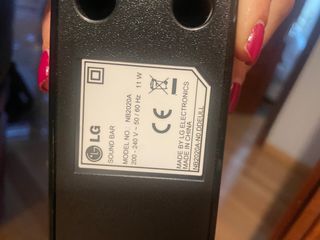 LG
SOUND BAR
MODEL NO : NB2020A
200 - 240 V ~ 50 / 60 Hz 11 W
CE
MADE BY LG ELECTRONICS
MADE IN CHINA